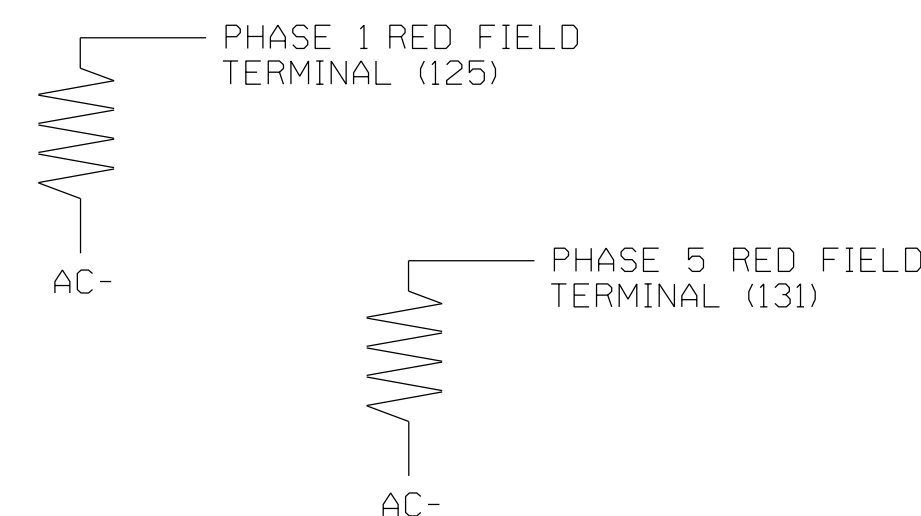 PHASE 1 RED FIELD
TERMINAL (125)
AC-
PHASE 5 RED FIELD
TERMINAL (131)
AC-